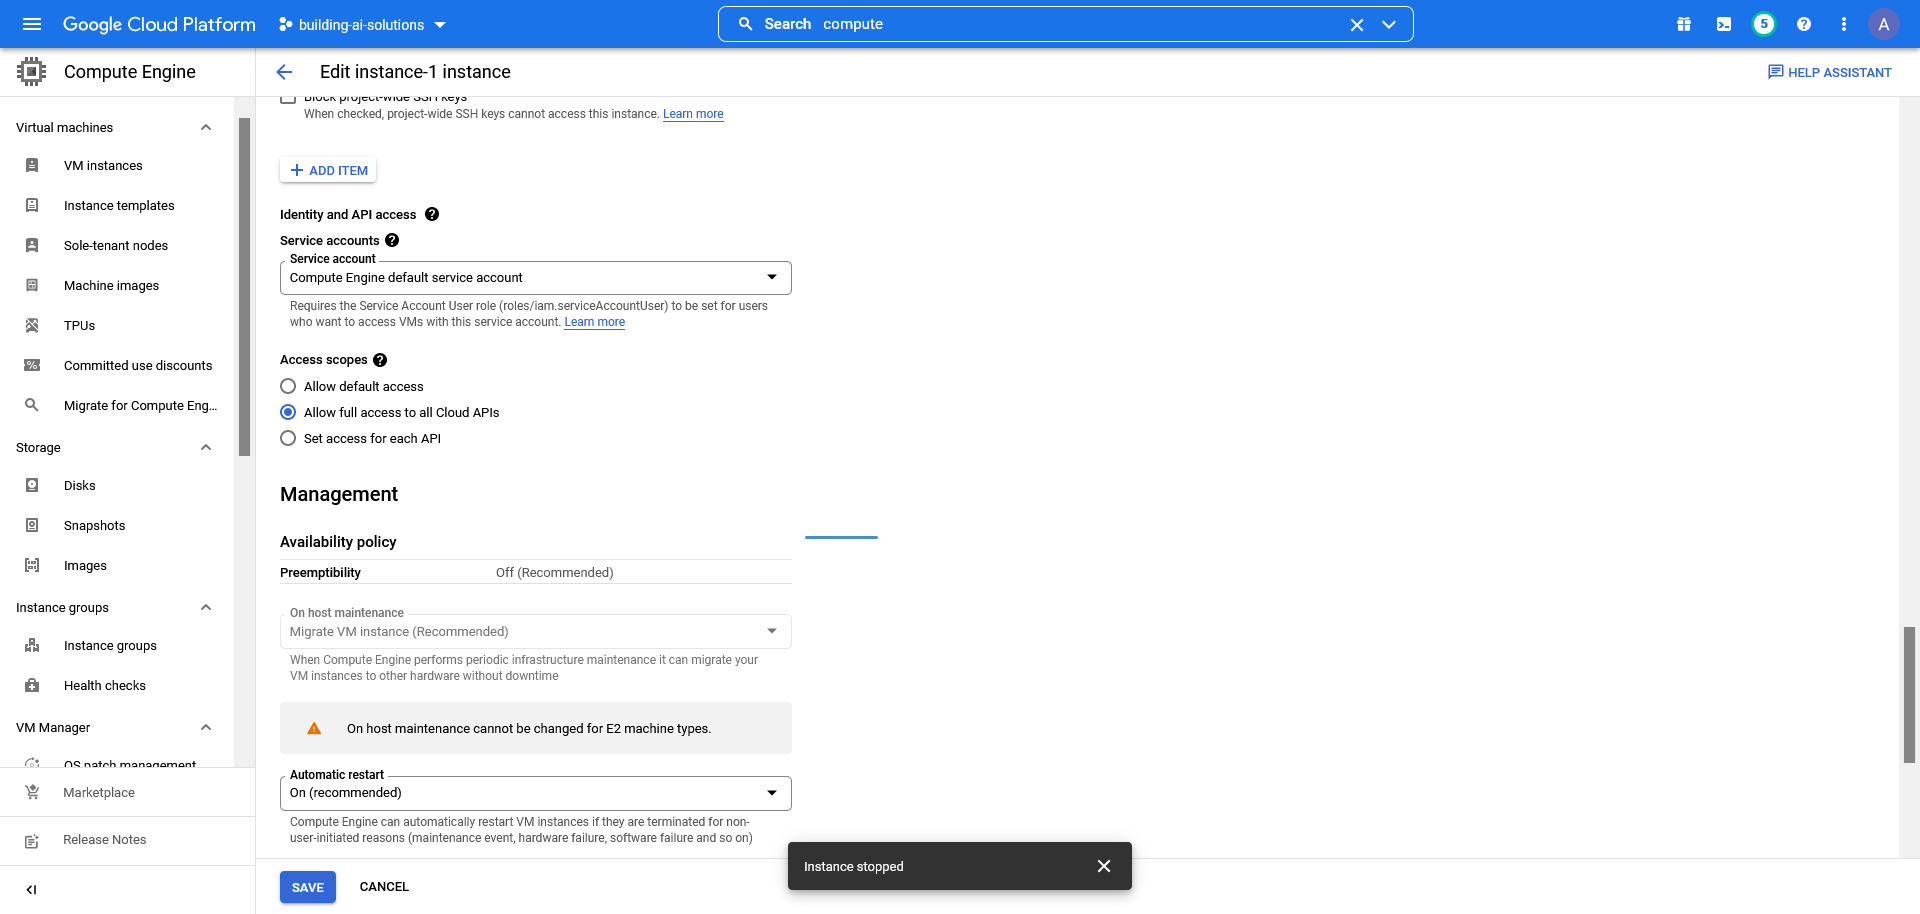 Google Cloud Platform
building-ai-solutions
Search compute
5
A
Compute Engine
Edit instance-1 instance
HELP ASSISTANT
Virtual machines
VM instances
Instance templates
Sole-tenant nodes
Machine images
TPUs
Committed use discounts
Migrate for Compute Eng...
Storage
Disks
Snapshots
Images
Instance groups
Instance groups
Health checks
VM Manager
OS patch management
Marketplace
Release Notes
Block project-wide SSH keys
When checked, project-wide SSH keys cannot access this instance. Learn more
ADD ITEM
Identity and API access
Service accounts
Service account
Compute Engine default service account
Requires the Service Account User role (roles/iam.serviceAccountUser) to be set for users
who want to access VMs with this service account. Learn more
Access scopes
Allow default access
Allow full access to all Cloud APIs
Set access for each API
Management
Availability policy
Preemptibility Off (Recommended)
On host maintenance
Migrate VM instance (Recommended)
When Compute Engine performs periodic infrastructure maintenance it can migrate your
VM instances to other hardware without downtime
On host maintenance cannot be changed for E2 machine types.
Automatic restart
On (recommended)
Compute Engine can automatically restart VM instances if they are terminated for non-
user-initiated reasons (maintenance event, hardware failure, software failure and so on)
SAVE CANCEL
Instance stopped